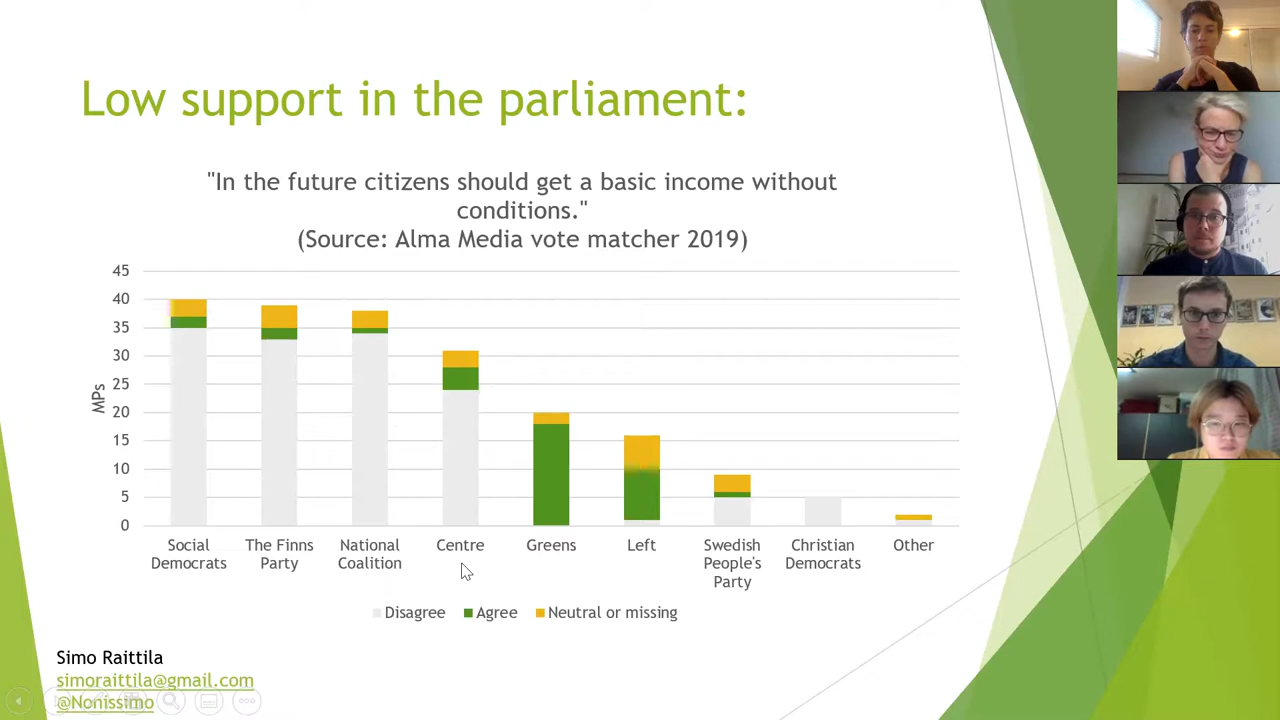 Low support in the parliament:
"In the future citizens should get a basic income without
conditions."
(Source: Alma Media vote matcher 2019)
45
40
35
30
25
20
15
10
5
0
MPs
Social
Democrats
The Finns
Party
National
Coalition
Centre
Greens
Left
Swedish
People's
Party
Christian
Democrats
Other
Disagree Agree Neutral or missing
Simo Raittila
simoraittila@gmail.com
@Nonissimo